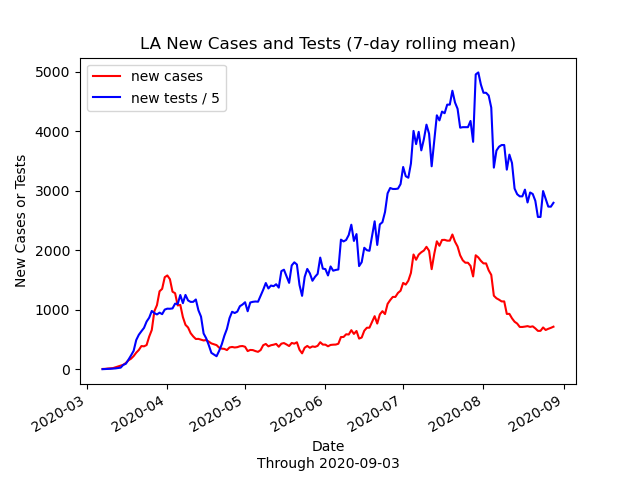 LA New Cases and Tests (7-day rolling mean)
new cases
new tests / 5
New Cases or Tests
5000
4000
3000
2000
1000
0
2020-03
2020-04
2020-05
2020-06
2020-07
2020-08
2020-09
Date
Through 2020-09-03